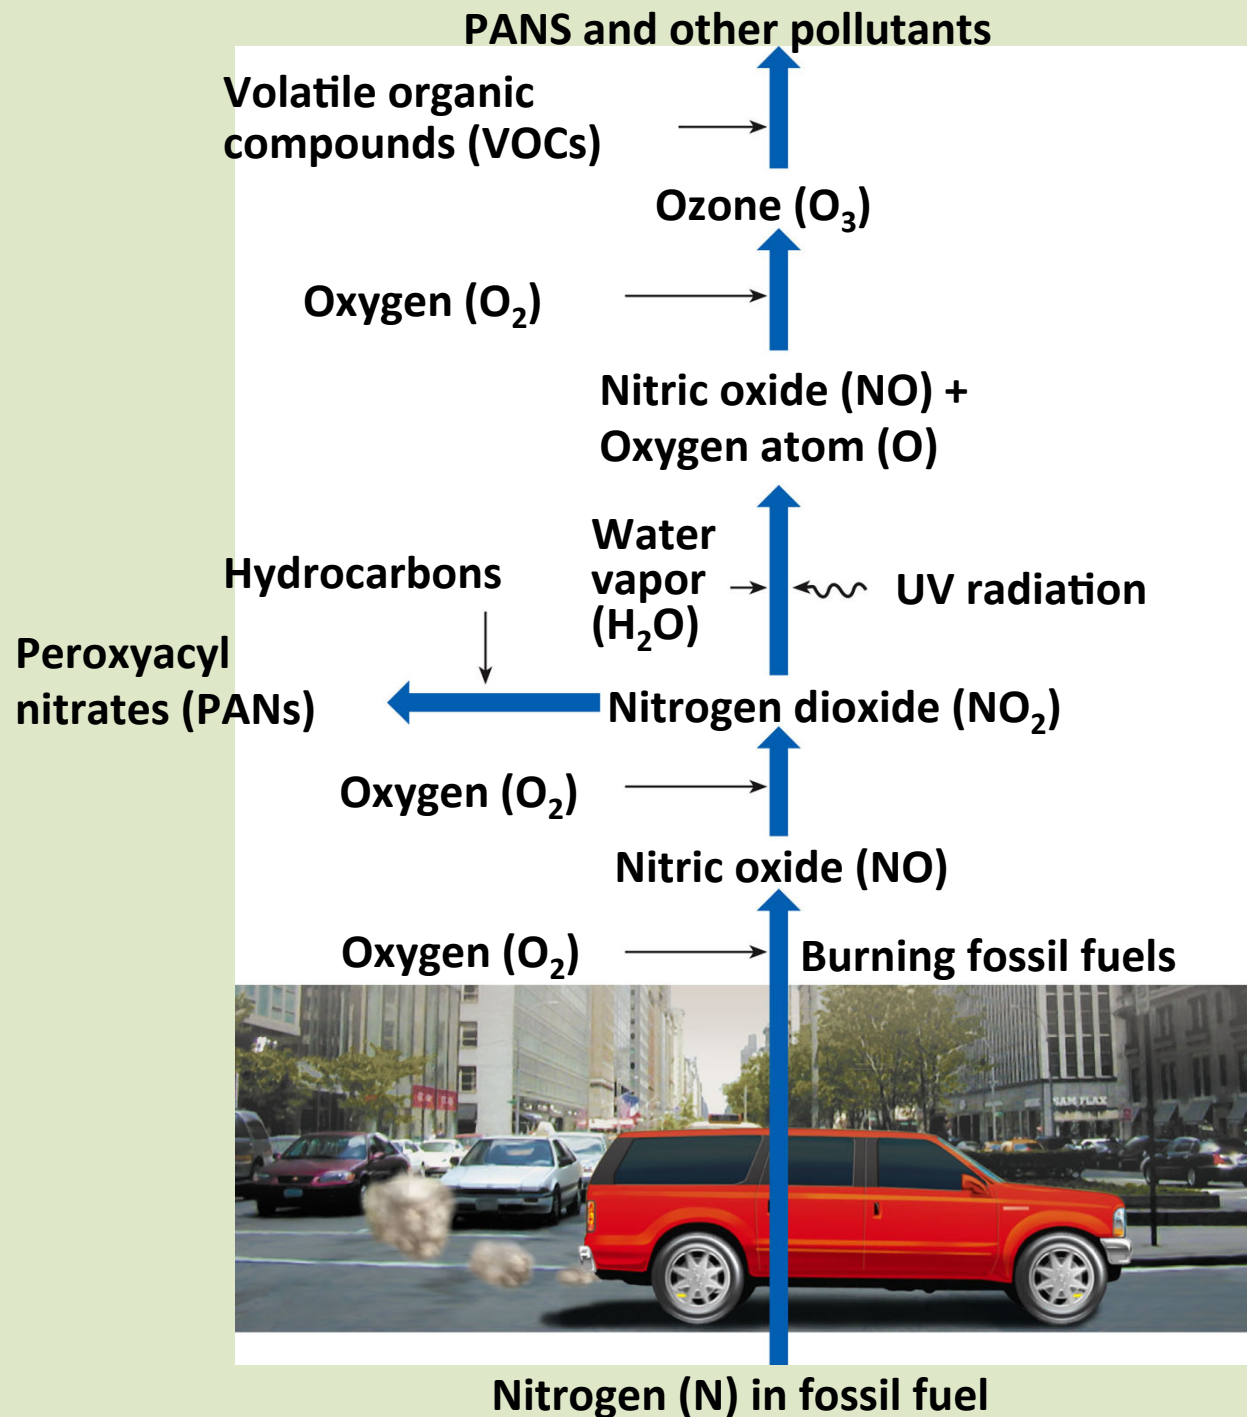 PANS and other pollutants
Volatile organic
compounds (VOCs)
Ozone (O₃)
Oxygen (O₂)
Nitric oxide (NO) +
Oxygen atom (O)
Water
vapor
(H₂O)
UV radiation
Hydrocarbons
Peroxyacyl
nitrates (PANs)
Nitrogen dioxide (NO₂)
Oxygen (O₂)
Nitric oxide (NO)
Oxygen (O₂)
Burning fossil fuels
SAM FLAX
Nitrogen (N) in fossil fuel